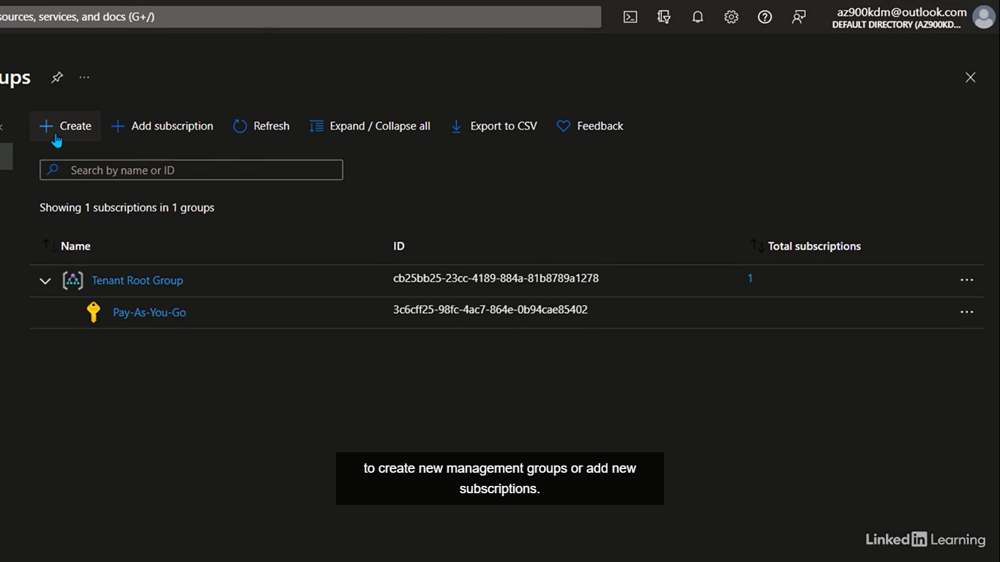 sources, services, and docs (G+/)
az900kdm@outlook.com
DEFAULT DIRECTORY (AZ900KD...
ups
...
Create
Add subscription
Refresh
Expand / Collapse all
Export to CSV
Feedback
Search by name or ID
Showing 1 subscriptions in 1 groups
Name ID Total subscriptions
Tenant Root Group cb25bb25-23cc-4189-884a-81b8789a1278 1 ...
Pay-As-You-Go 3c6cff25-98fc-4ac7-864e-0b94cae85402 ...
to create new management groups or add new
subscriptions.
LinkedIn Learning